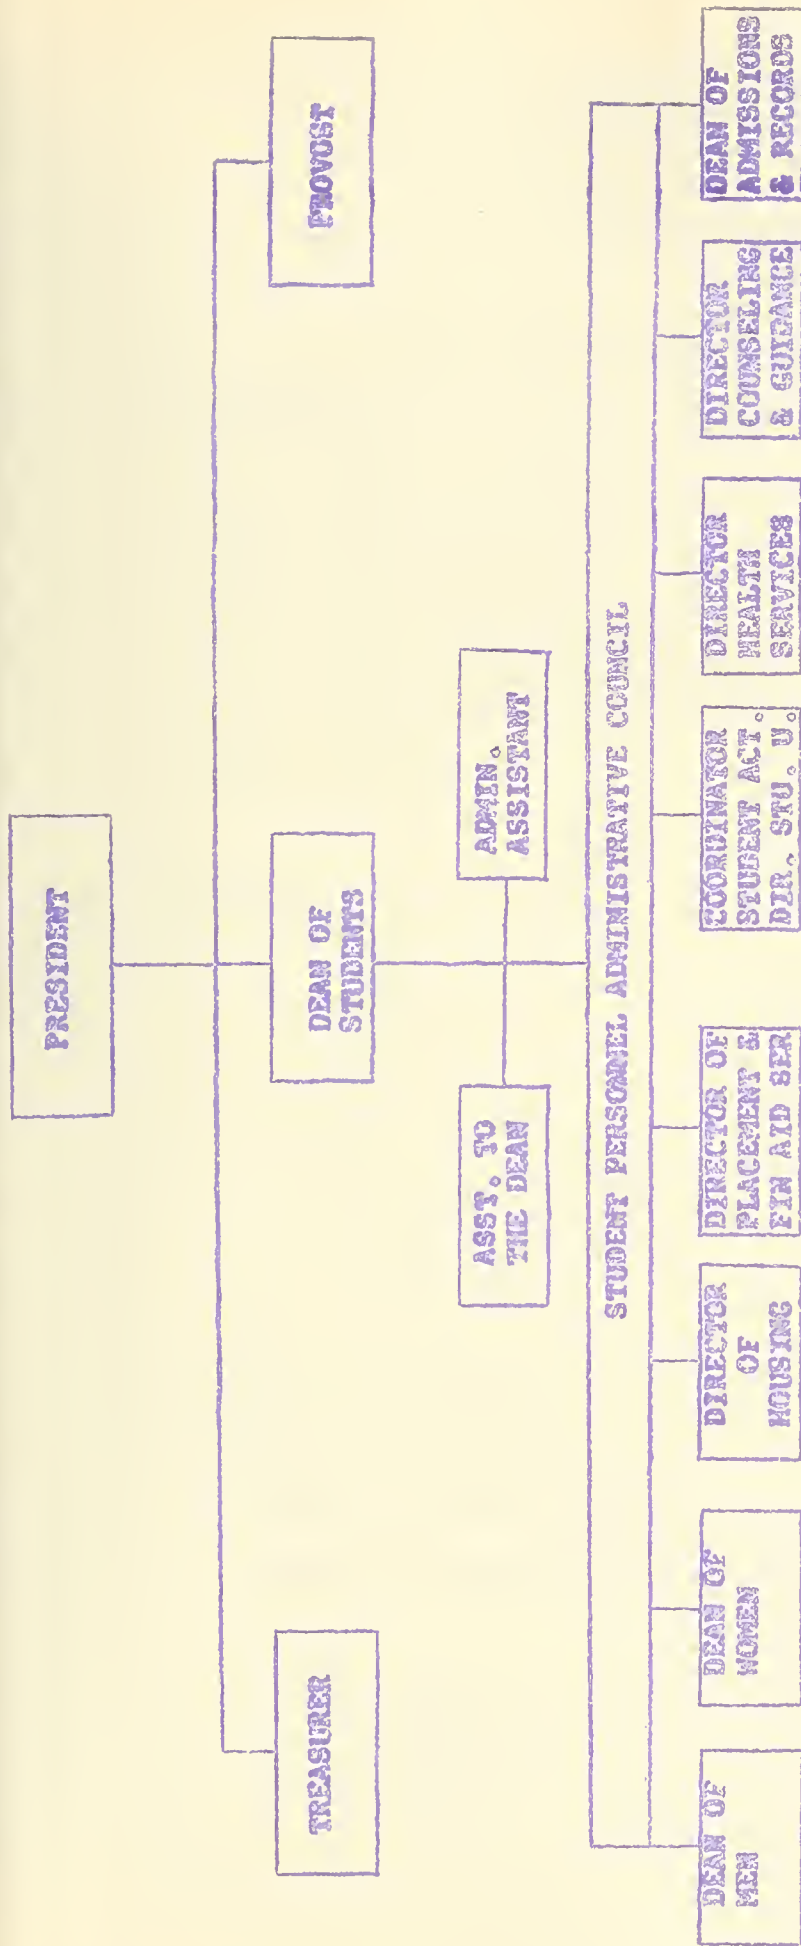 PRESIDENT
TREASURER
DEAN OF
STUDENTS
PROVOST
ASST. TO
THE DEAN
ADMIN.
ASSISTANT
STUDENT PERSONNEL ADMINISTRATIVE COUNCIL
DEAN OF
MEN
DEAN OF
WOMEN
DIRECTOR
OF
HOUSING
DIRECTOR OF
PLACEMENT &
FIN AID SER
COORDINATOR
STUDENT ACT.
DIR. STU. U.
DIRECTOR
HEALTH
SERVICES
DIRECTOR
COUNSELING
& GUIDANCE
DEAN OF
ADMISSIONS
& RECORDS